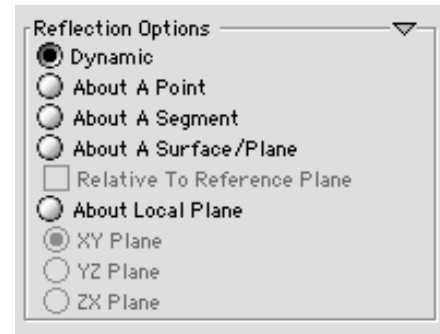 Reflection Options
Dynamic
About A Point
About A Segment
About A Surface/Plane
Relative To Reference Plane
About Local Plane
XY Plane
YZ Plane
ZX Plane